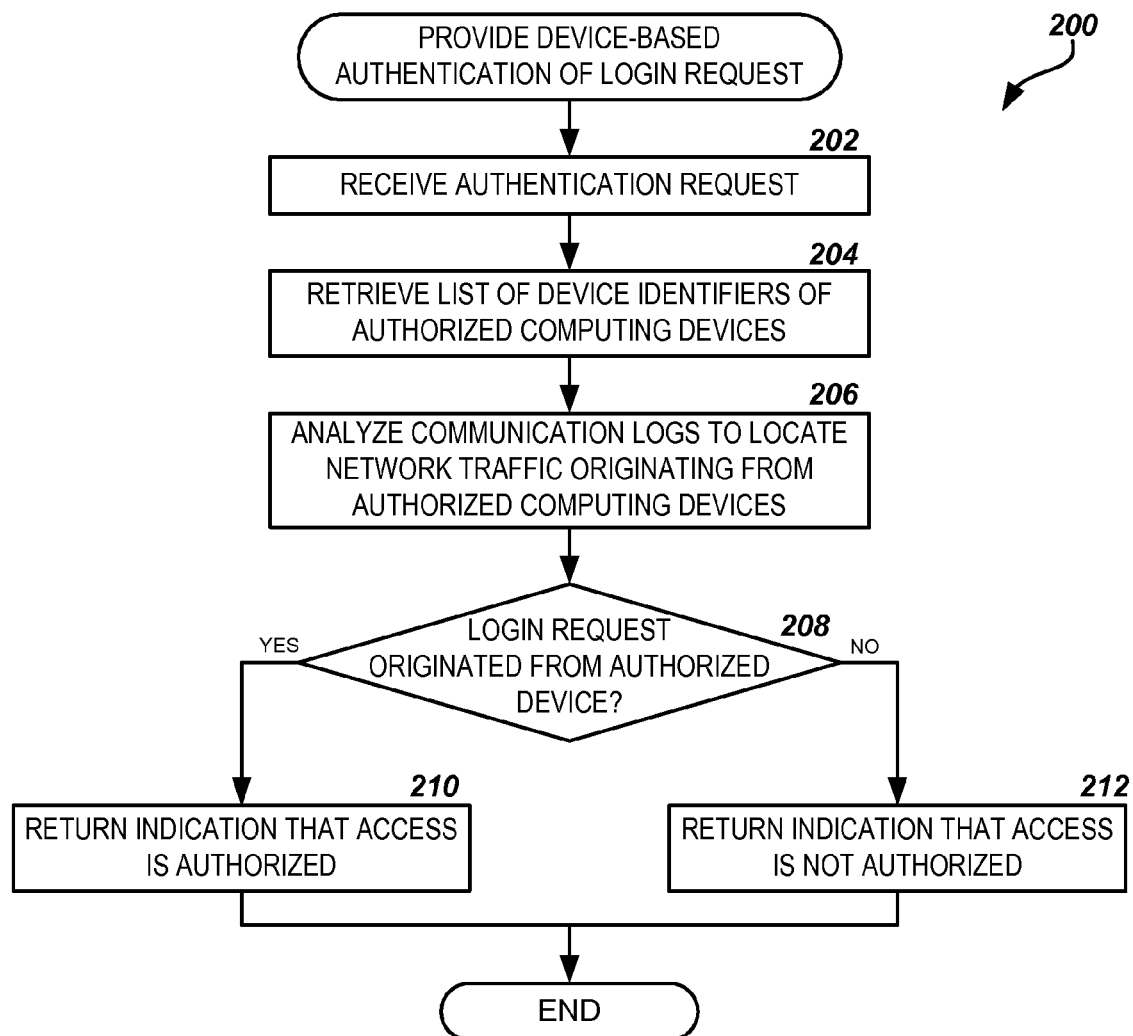 PROVIDE DEVICE-BASED
AUTHENTICATION OF LOGIN REQUEST
200
202
RECEIVE AUTHENTICATION REQUEST
204
RETRIEVE LIST OF DEVICE IDENTIFIERS OF
AUTHORIZED COMPUTING DEVICES
206
ANALYZE COMMUNICATION LOGS TO LOCATE
NETWORK TRAFFIC ORIGINATING FROM
AUTHORIZED COMPUTING DEVICES
208
LOGIN REQUEST
ORIGINATED FROM AUTHORIZED
DEVICE?
YES
NO
210
RETURN INDICATION THAT ACCESS
IS AUTHORIZED
212
RETURN INDICATION THAT ACCESS
IS NOT AUTHORIZED
END